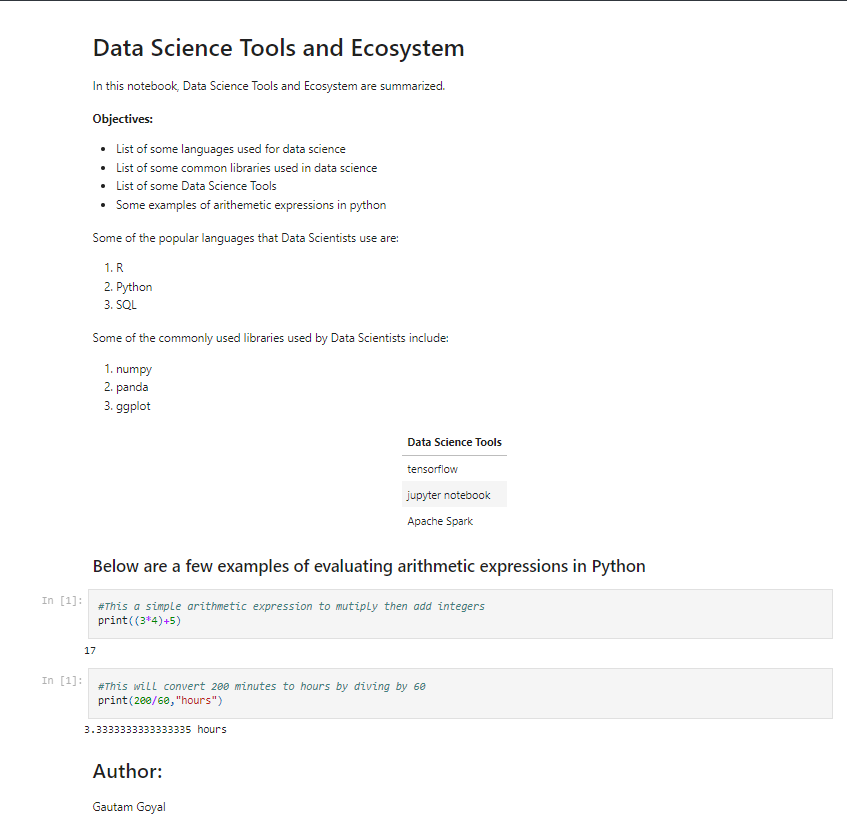 Data Science Tools and Ecosystem
In this notebook, Data Science Tools and Ecosystem are summarized.
Objectives:
• List of some languages used for data science
• List of some common libraries used in data science
• List of some Data Science Tools
• Some examples of arithemetic expressions in python
Some of the popular languages that Data Scientists use are:
1. R
2. Python
3. SQL
Some of the commonly used libraries used by Data Scientists include:
1. numpy
2. panda
3. ggplot
Data Science Tools
tensorflow
jupyter notebook
Apache Spark
Below are a few examples of evaluating arithmetic expressions in Python
In [1]: #This a simple arithmetic expression to mutiply then add integers
print((3*4)+5)
17
In [1]: #This will convert 200 minutes to hours by diving by 60
print(200/60,"hours")
3.3333333333333335 hours
Author:
Gautam Goyal